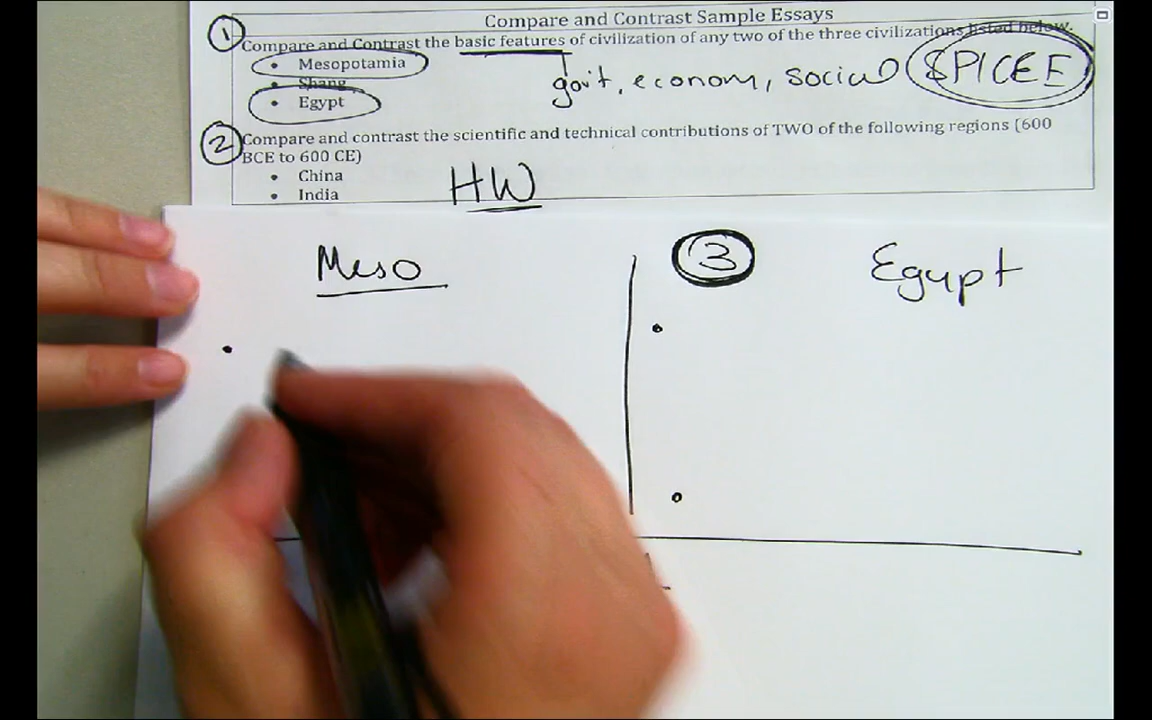 Compare and Contrast Sample Essays
1 Compare and Contrast the basic features of civilization of any two of the three civilizations listed below.
• Mesopotamia
• Shang
• Egypt
gov't, economy, social SPICEE
2 Compare and contrast the scientific and technical contributions of TWO of the following regions (600
BCE to 600 CE)
• China
• India
HW
Meso
3
Egypt